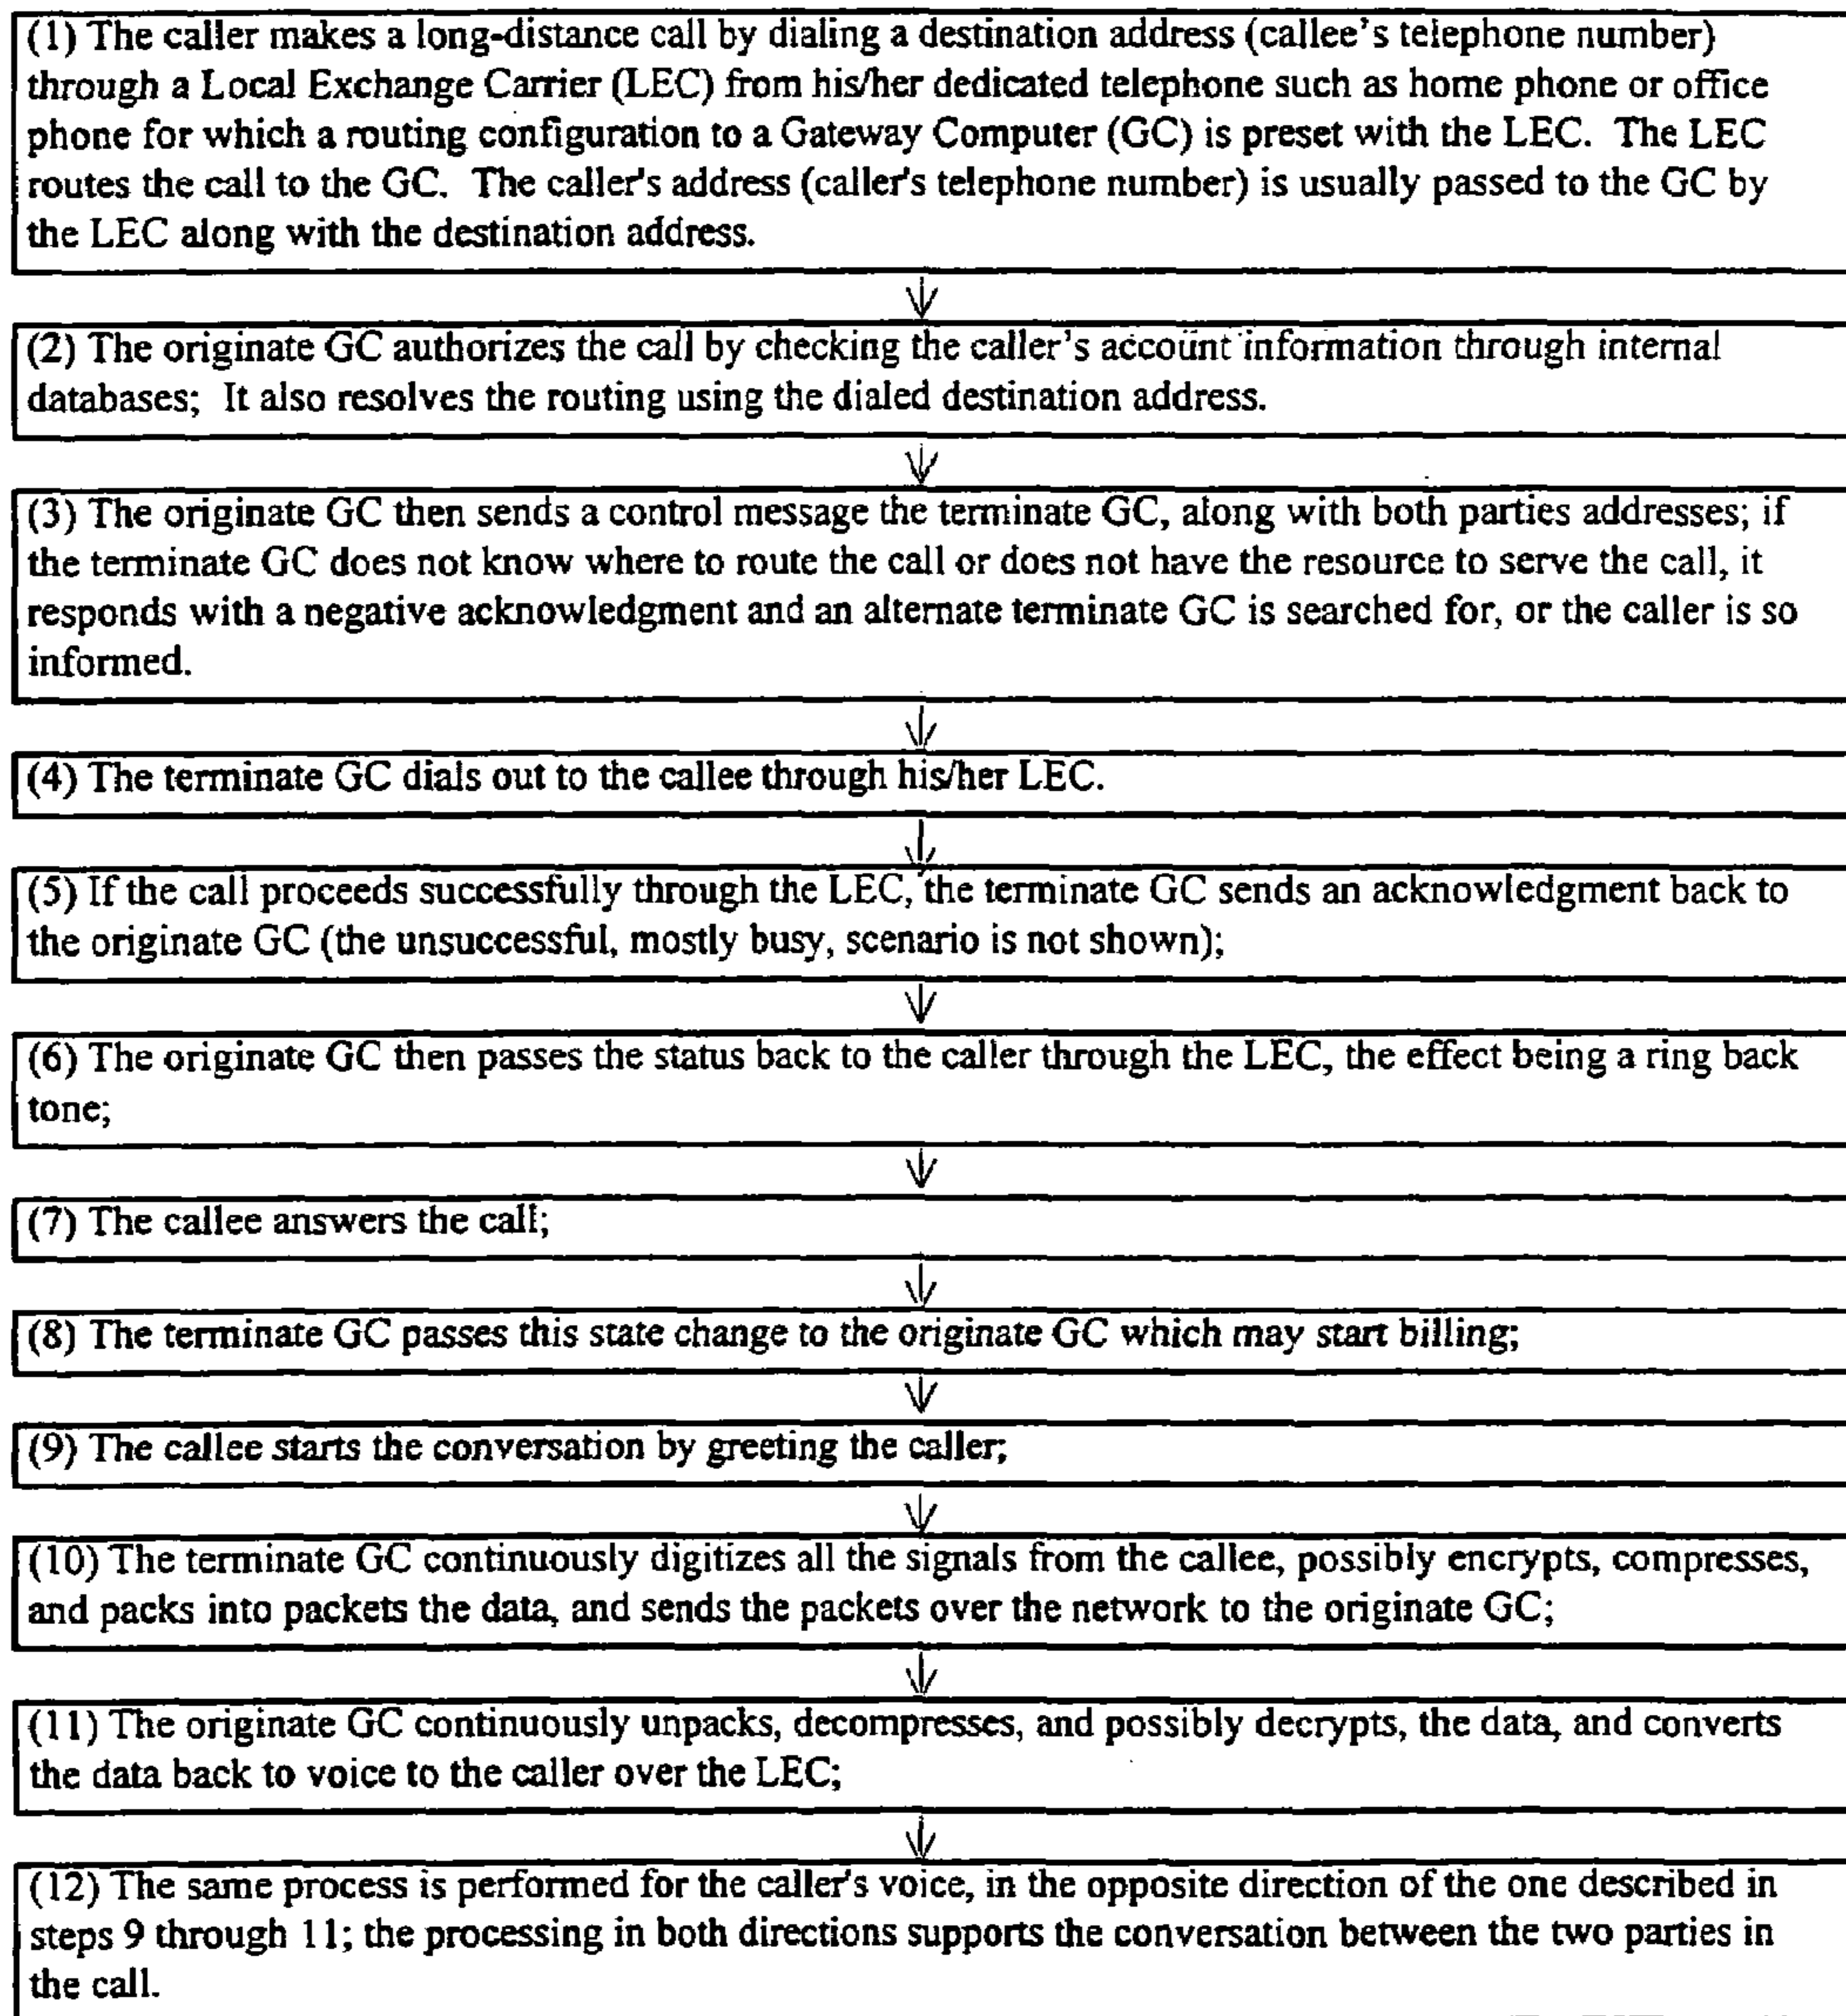 (1) The caller makes a long-distance call by dialing a destination address (callee's telephone number)
through a Local Exchange Carrier (LEC) from his/her dedicated telephone such as home phone or office
phone for which a routing configuration to a Gateway Computer (GC) is preset with the LEC. The LEC
routes the call to the GC. The caller's address (caller's telephone number) is usually passed to the GC by
the LEC along with the destination address.
(2) The originate GC authorizes the call by checking the caller's account information through internal
databases; It also resolves the routing using the dialed destination address.
(3) The originate GC then sends a control message the terminate GC, along with both parties addresses; if
the terminate GC does not know where to route the call or does not have the resource to serve the call, it
responds with a negative acknowledgment and an alternate terminate GC is searched for, or the caller is so
informed.
(4) The terminate GC dials out to the callee through his/her LEC.
(5) If the call proceeds successfully through the LEC, the terminate GC sends an acknowledgment back to
the originate GC (the unsuccessful, mostly busy, scenario is not shown);
(6) The originate GC then passes the status back to the caller through the LEC, the effect being a ring back
tone;
(7) The callee answers the call;
(8) The terminate GC passes this state change to the originate GC which may start billing;
(9) The callee starts the conversation by greeting the caller;
(10) The terminate GC continuously digitizes all the signals from the callee, possibly encrypts, compresses,
and packs into packets the data, and sends the packets over the network to the originate GC;
(11) The originate GC continuously unpacks, decompresses, and possibly decrypts, the data, and converts
the data back to voice to the caller over the LEC;
(12) The same process is performed for the caller's voice, in the opposite direction of the one described in
steps 9 through 11; the processing in both directions supports the conversation between the two parties in
the call.